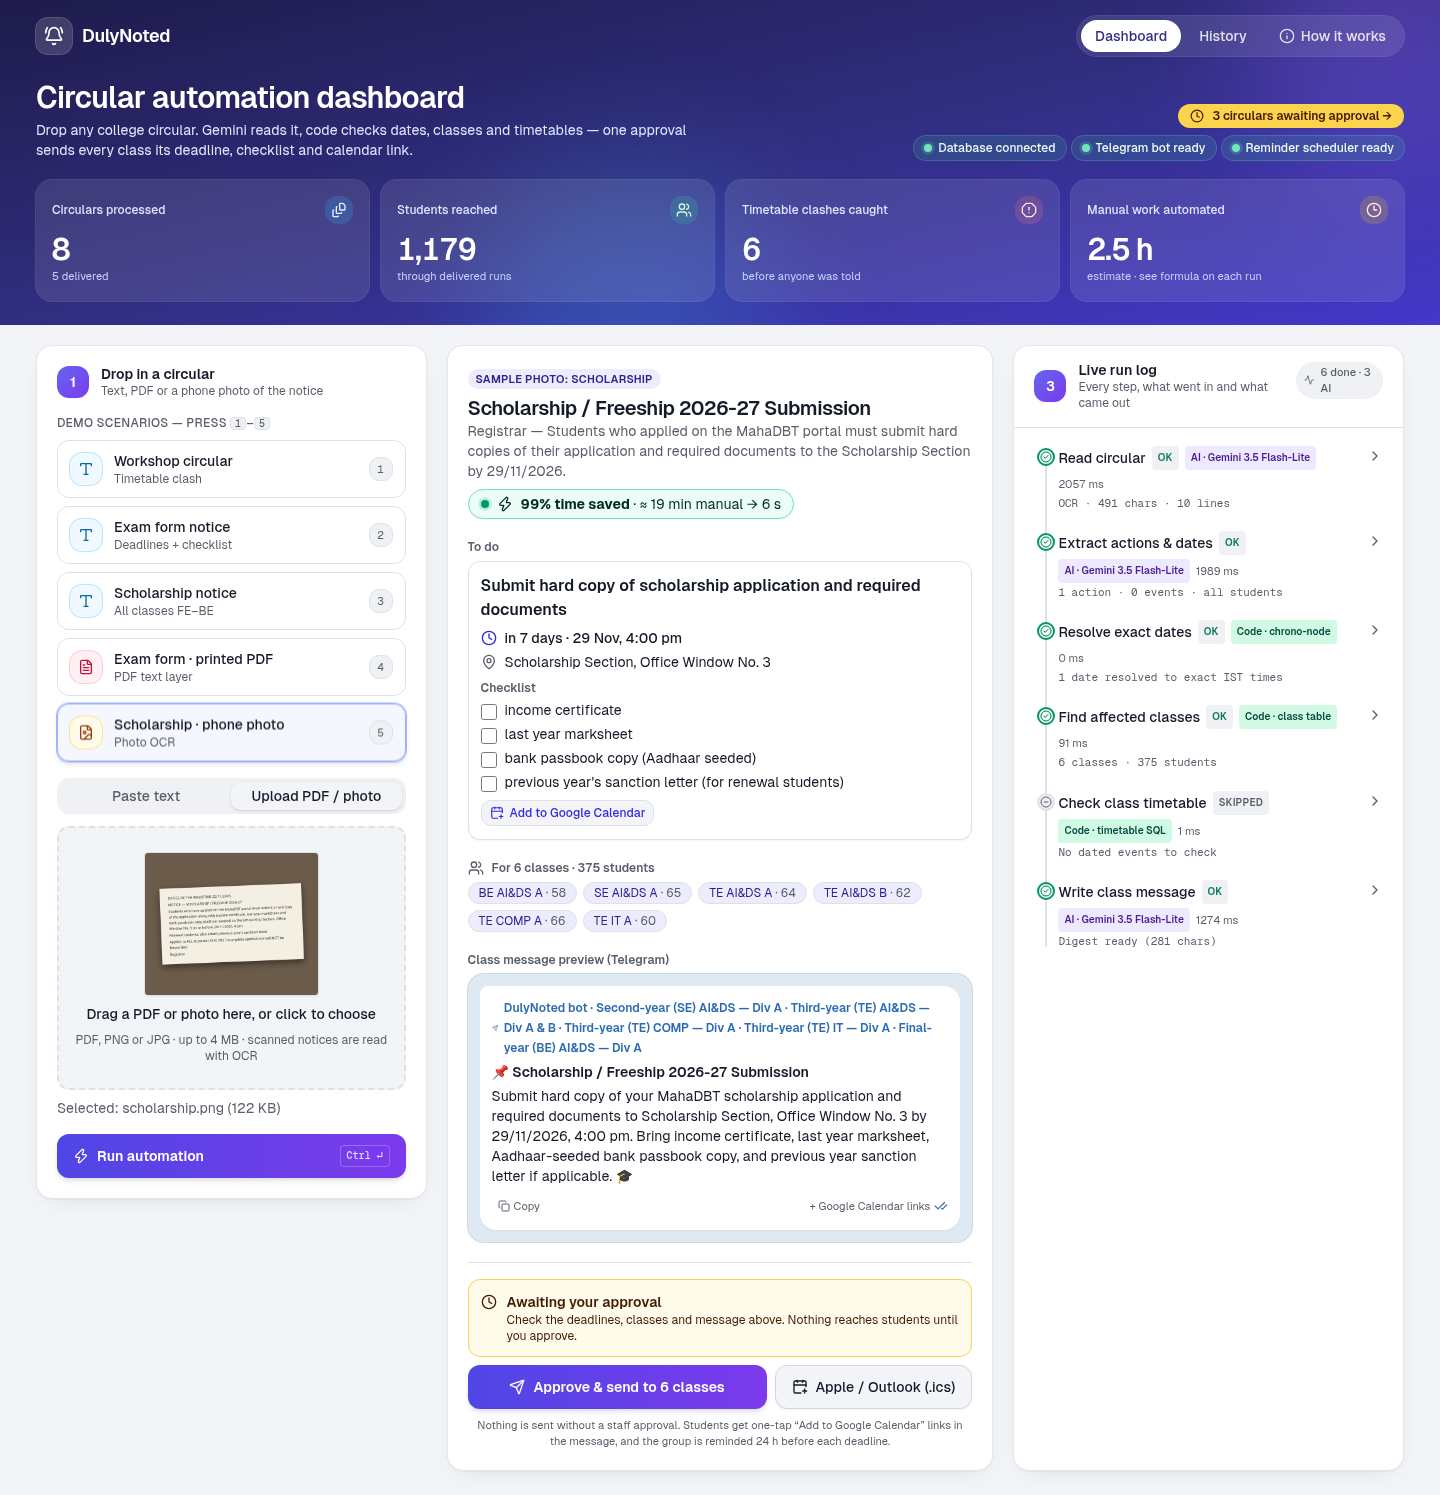 DulyNoted
Dashboard
History
How it works
Circular automation dashboard
Drop any college circular. Gemini reads it, code checks dates, classes and timetables — one approval
sends every class its deadline, checklist and calendar link.
3 circulars awaiting approval →
Database connected
Telegram bot ready
Reminder scheduler ready
Circulars processed
8
5 delivered
Students reached
1,179
through delivered runs
Timetable clashes caught
6
before anyone was told
Manual work automated
2.5 h
estimate · see formula on each run
1
Drop in a circular
Text, PDF or a phone photo of the notice
DEMO SCENARIOS — PRESS 1–5
Workshop circular
Timetable clash
1
Exam form notice
Deadlines + checklist
2
Scholarship notice
All classes FE–BE
3
Exam form · printed PDF
PDF text layer
4
Scholarship · phone photo
Photo OCR
5
Paste text
Upload PDF / photo
Drag a PDF or photo here, or click to choose
PDF, PNG or JPG · up to 4 MB · scanned notices are read
with OCR
Selected: scholarship.png (122 KB)
Run automation
Ctrl ↵
SAMPLE PHOTO: SCHOLARSHIP
Scholarship / Freeship 2026-27 Submission
Registrar — Students who applied on the MahaDBT portal must submit hard
copies of their application and required documents to the Scholarship Section
by 29/11/2026.
99% time saved · ≈ 19 min manual → 6 s
To do
Submit hard copy of scholarship application and required
documents
in 7 days · 29 Nov, 4:00 pm
Scholarship Section, Office Window No. 3
Checklist
income certificate
last year marksheet
bank passbook copy (Aadhaar seeded)
previous year's sanction letter (for renewal students)
Add to Google Calendar
For 6 classes · 375 students
BE AI&DS A · 58
SE AI&DS A · 65
TE AI&DS A · 64
TE AI&DS B · 62
TE COMP A · 66
TE IT A · 60
Class message preview (Telegram)
DulyNoted bot · Second-year (SE) AI&DS — Div A · Third-year (TE) AI&DS —
Div A & B · Third-year (TE) COMP — Div A · Third-year (TE) IT — Div A · Final-
year (BE) AI&DS — Div A
📌 Scholarship / Freeship 2026-27 Submission
Submit hard copy of your MahaDBT scholarship application and
required documents to Scholarship Section, Office Window No. 3 by
29/11/2026, 4:00 pm. Bring income certificate, last year marksheet,
Aadhaar-seeded bank passbook copy, and previous year sanction
letter if applicable. 🎓
Copy
+ Google Calendar links
Awaiting your approval
Check the deadlines, classes and message above. Nothing reaches students until
you approve.
Approve & send to 6 classes
Apple / Outlook (.ics)
Nothing is sent without a staff approval. Students get one-tap “Add to Google Calendar” links in
the message, and the group is reminded 24 h before each deadline.
3
Live run log
Every step, what went in and what
came out
6 done · 3
AI
Read circular OK AI · Gemini 3.5 Flash-Lite
2057 ms
OCR · 491 chars · 10 lines
Extract actions & dates OK
AI · Gemini 3.5 Flash-Lite 1989 ms
1 action · 0 events · all students
Resolve exact dates OK Code · chrono-node
0 ms
1 date resolved to exact IST times
Find affected classes OK Code · class table
91 ms
6 classes · 375 students
Check class timetable SKIPPED
Code · timetable SQL 1 ms
No dated events to check
Write class message OK
AI · Gemini 3.5 Flash-Lite 1274 ms
Digest ready (281 chars)